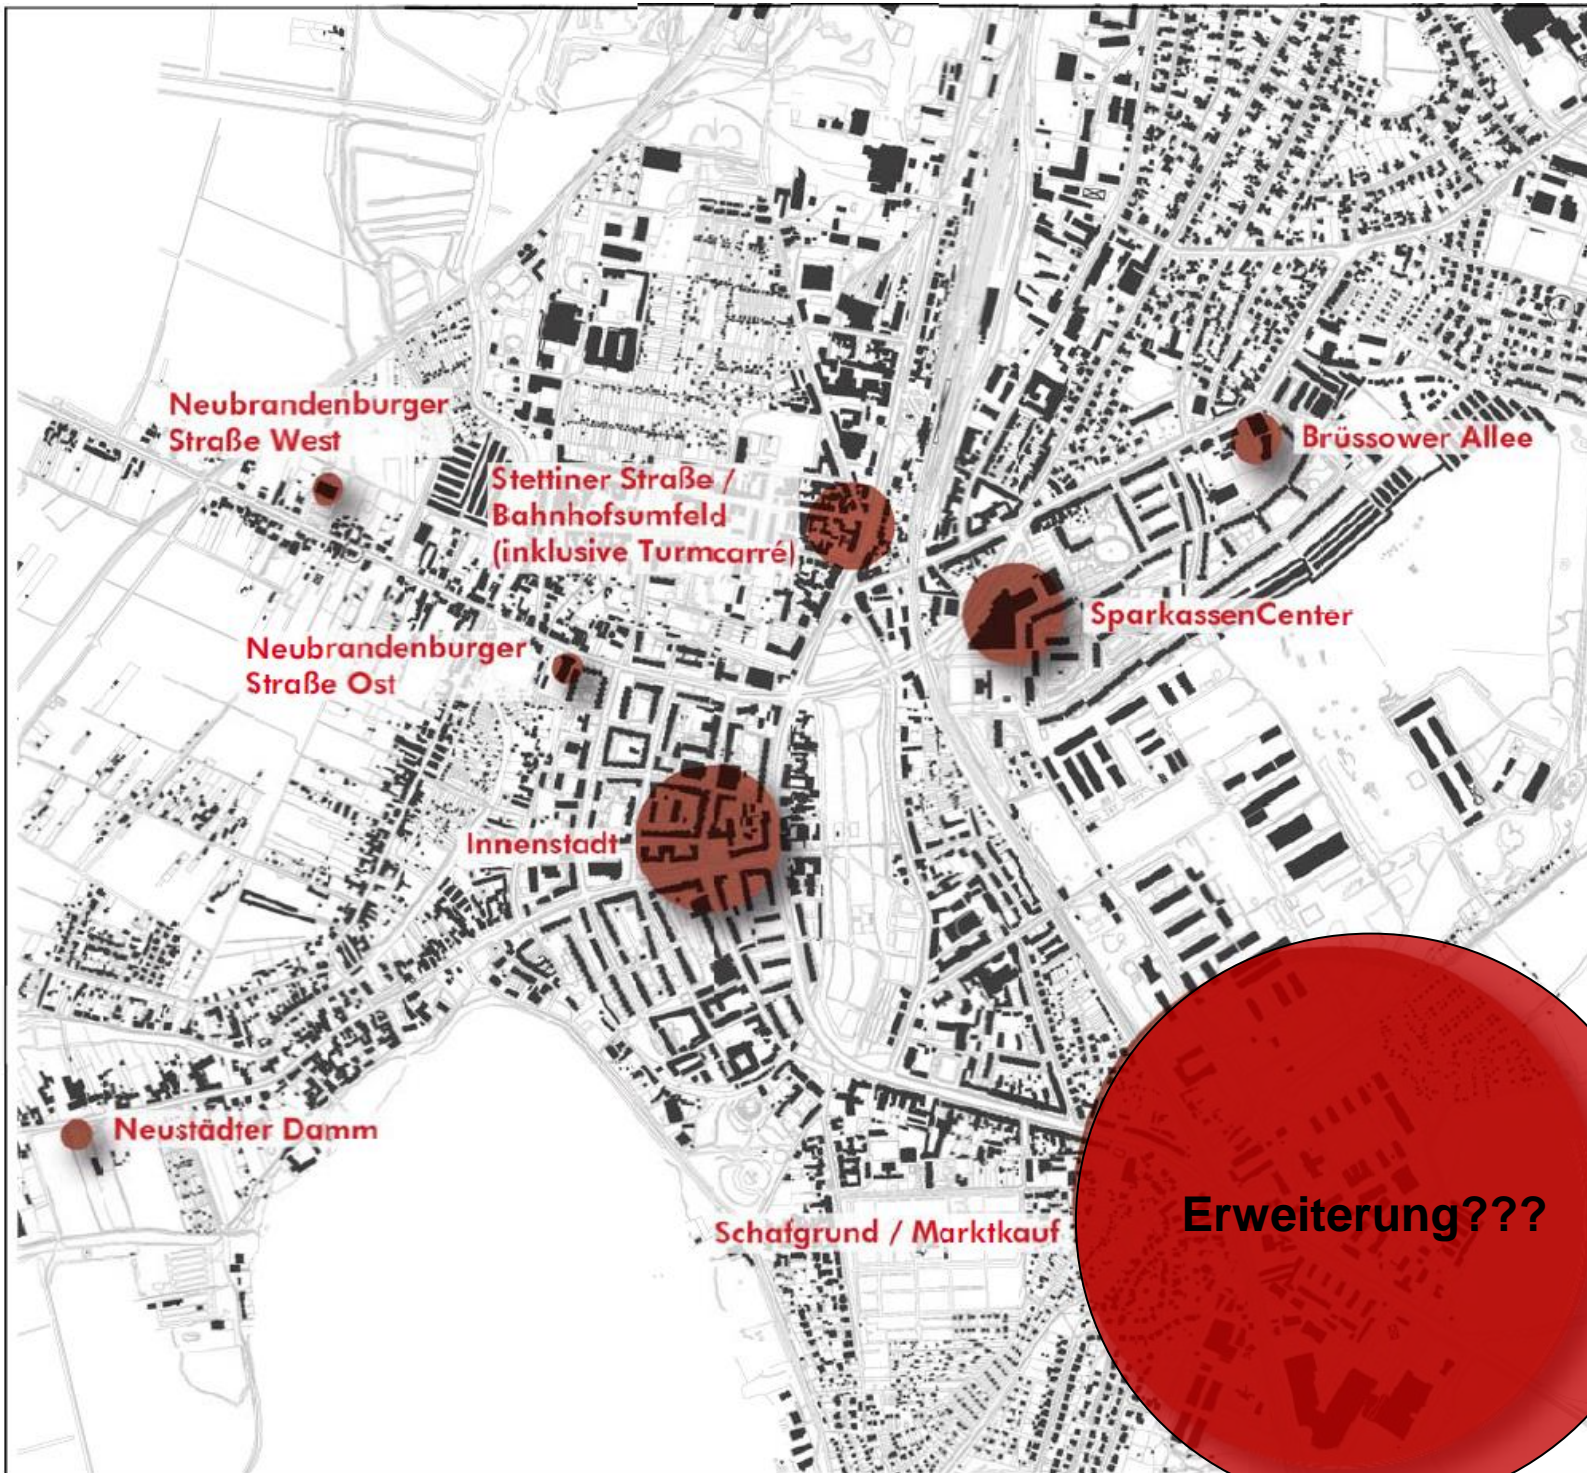 Neubrandenburger
Straße West
Brüssower Allee
Stettiner Straße /
Bahnhofsumfeld
(inklusive Turmcarré)
SparkassenCenter
Neubrandenburger
Straße Ost
Innenstadt
Neustädter Damm
Schafgrund / Marktkauf
Erweiterung???